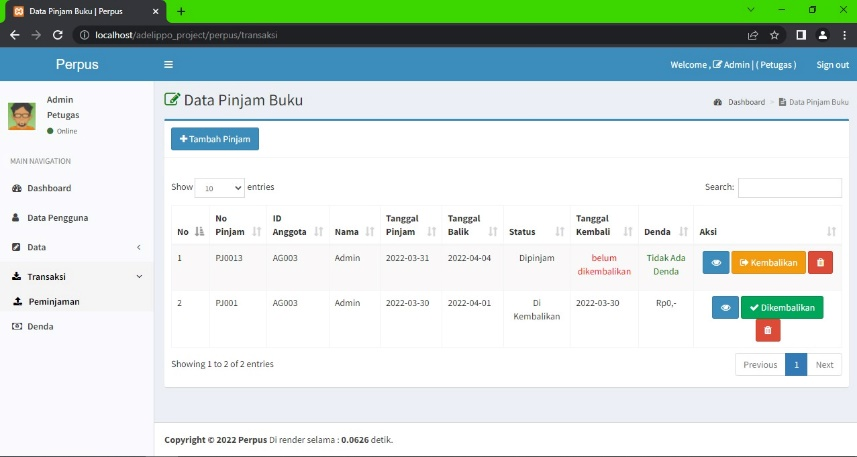 Data Pinjam Buku | Perpus
localhost/adelippo_project/perpus/transaksi
Perpus
Welcome , Admin | ( Petugas )
Sign out
Admin
Petugas
Online
MAIN NAVIGATION
Dashboard
Data Pengguna
Data
Transaksi
Peminjaman
Denda
Data Pinjam Buku
Dashboard > Data Pinjam Buku
+ Tambah Pinjam
Show 10 entries
Search:
No No Pinjam ID Anggota Nama Tanggal Pinjam Tanggal Balik Status Tanggal Kembali Denda Aksi
1 PJ0013 AG003 Admin 2022-03-31 2022-04-04 Dipinjam belum dikembalikan Tidak Ada Denda Kembalikan
2 PJ001 AG003 Admin 2022-03-30 2022-04-01 Di Kembalikan 2022-03-30 Rp0,- Dikembalikan
Showing 1 to 2 of 2 entries
Previous 1 Next
Copyright © 2022 Perpus Di render selama : 0.0626 detik.